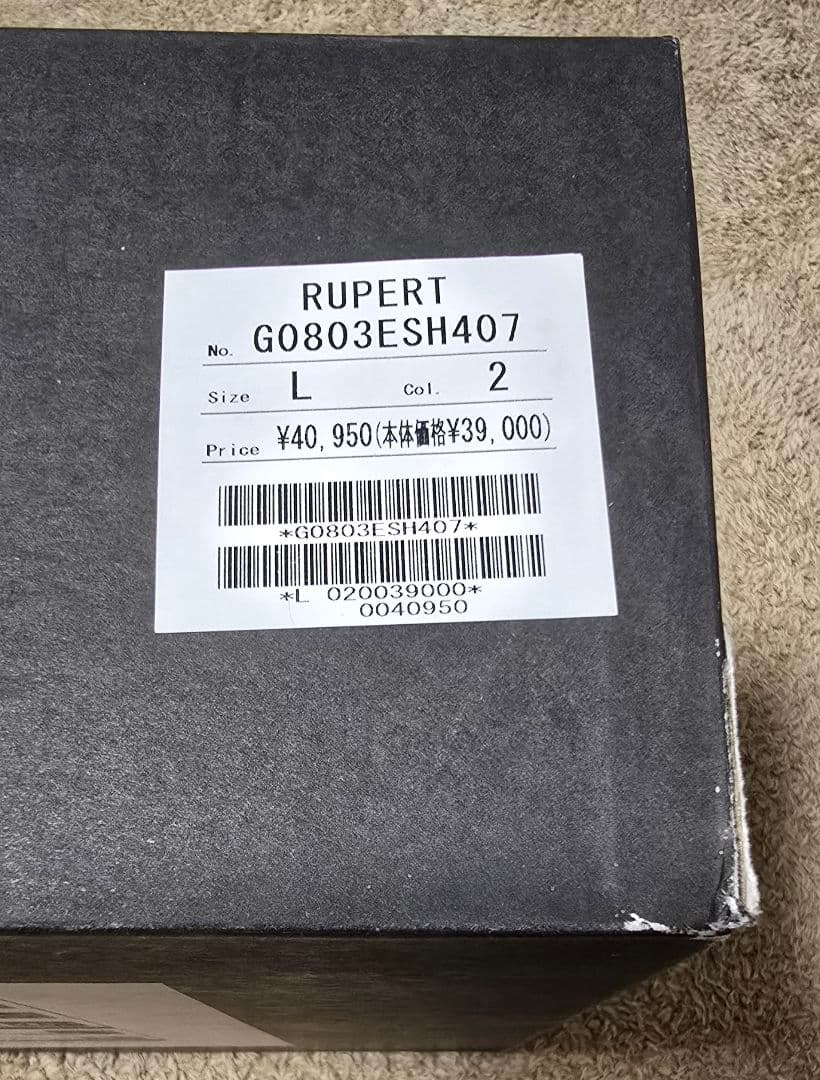 RUPERT
No. G0803ESH407
Size L Col. 2
Price ¥40,950(本体価格¥39,000)
*G0803ESH407*
*L 020039000*
0040950